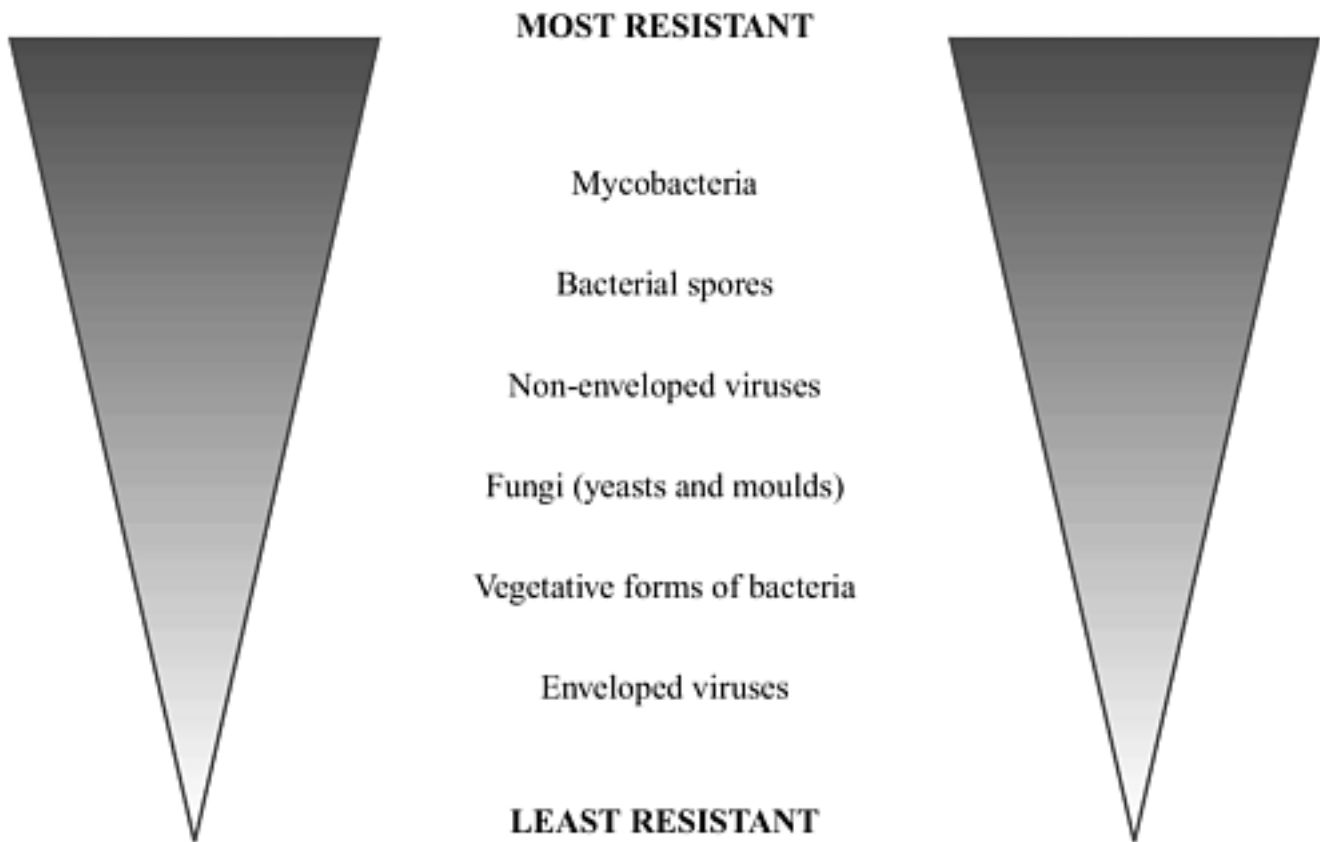 MOST RESISTANT
Mycobacteria
Bacterial spores
Non-enveloped viruses
Fungi (yeasts and moulds)
Vegetative forms of bacteria
Enveloped viruses
LEAST RESISTANT